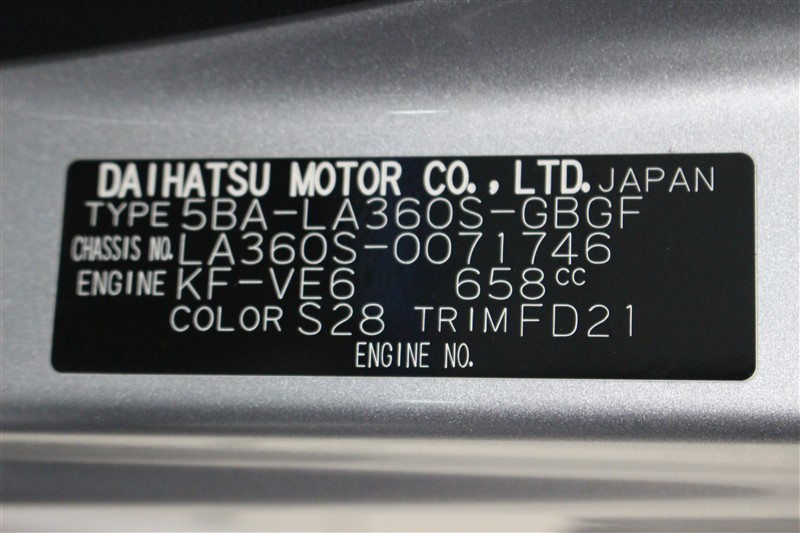 DAIHATSU MOTOR CO., LTD. JAPAN
TYPE 5BA-LA360S-GBGF
CHASSIS NO. LA360S-0071746
ENGINE KF-VE6 658cc
COLOR S28 TRIM FD21
ENGINE NO.